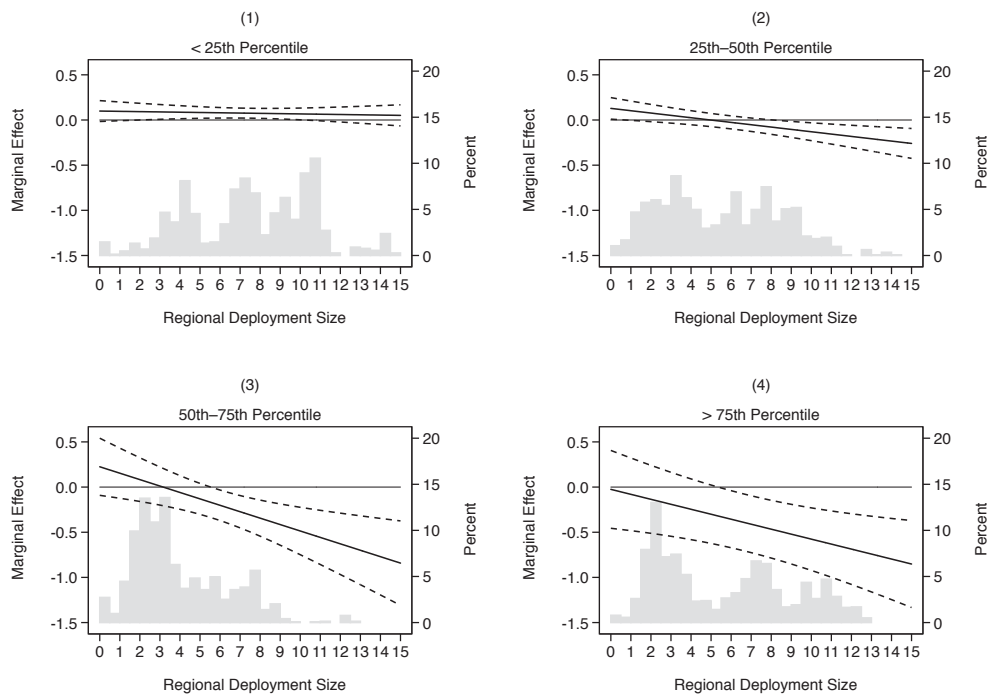 (1)
< 25th Percentile
Marginal Effect
0.5
0.0
-0.5
-1.0
-1.5
20
15
10
5
0
Percent
0 1 2 3 4 5 6 7 8 9 10 11 12 13 14 15
Regional Deployment Size
(2)
25th–50th Percentile
Marginal Effect
0.5
0.0
-0.5
-1.0
-1.5
20
15
10
5
0
Percent
0 1 2 3 4 5 6 7 8 9 10 11 12 13 14 15
Regional Deployment Size
(3)
50th–75th Percentile
Marginal Effect
0.5
0.0
-0.5
-1.0
-1.5
20
15
10
5
0
Percent
0 1 2 3 4 5 6 7 8 9 10 11 12 13 14 15
Regional Deployment Size
(4)
> 75th Percentile
Marginal Effect
0.5
0.0
-0.5
-1.0
-1.5
20
15
10
5
0
Percent
0 1 2 3 4 5 6 7 8 9 10 11 12 13 14 15
Regional Deployment Size